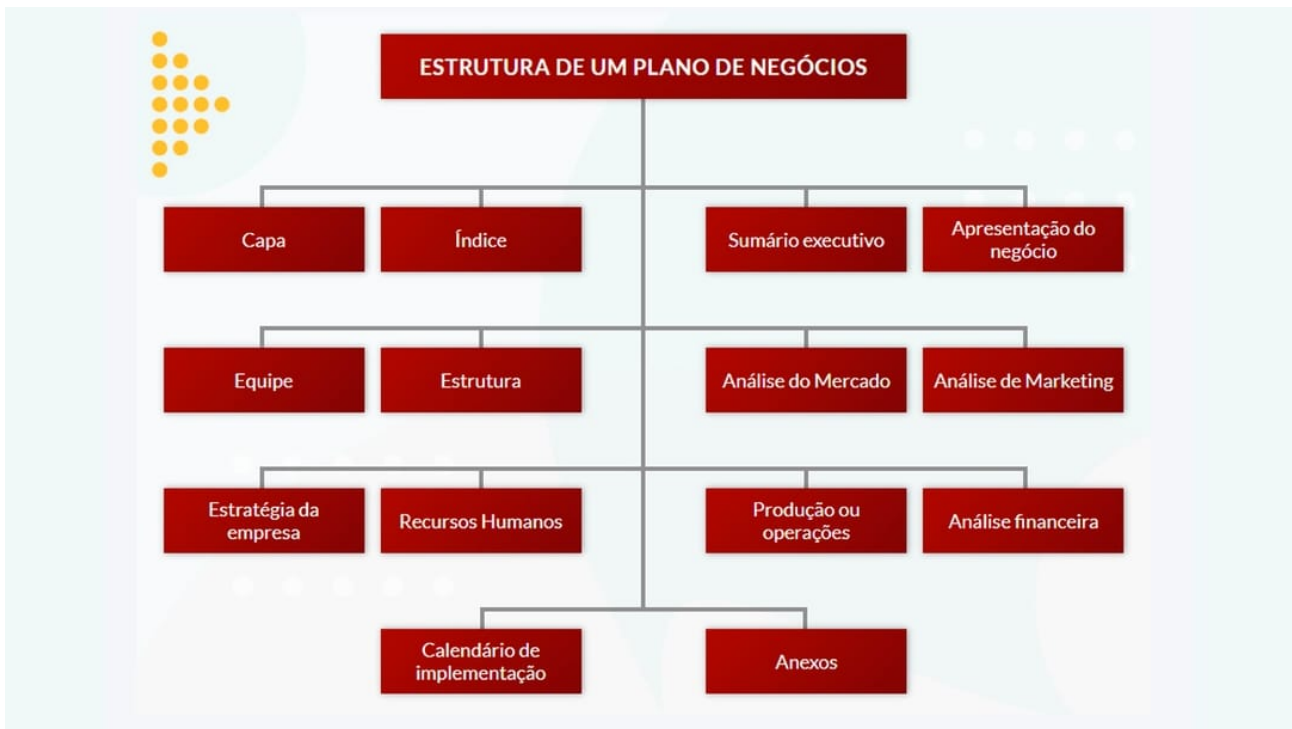 ESTRUTURA DE UM PLANO DE NEGÓCIOS
Capa
Índice
Sumário executivo
Apresentação do
negócio
Equipe
Estrutura
Análise do Mercado
Análise de Marketing
Estratégia da
empresa
Recursos Humanos
Produção ou
operações
Análise financeira
Calendário de
implementação
Anexos